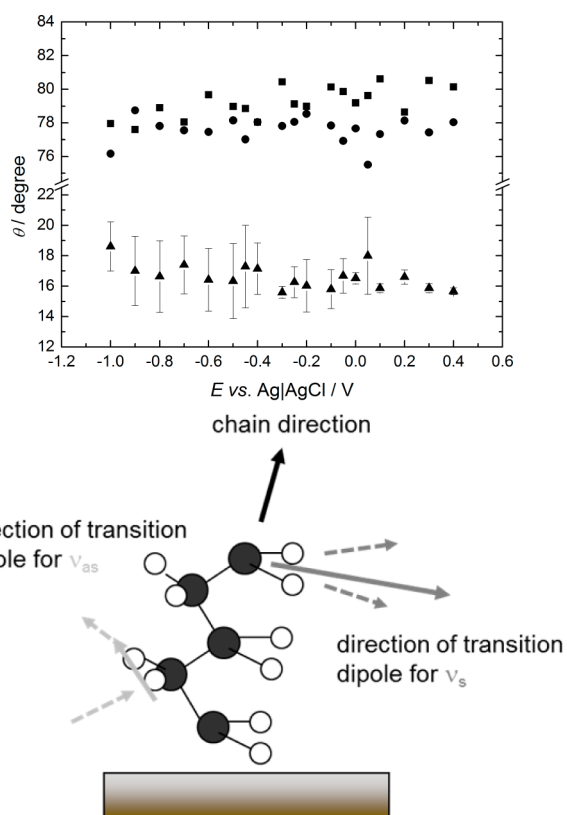 84
82
80
78
76
22
20
18
16
14
12
θ / degree
-1.2 -1.0 -0.8 -0.6 -0.4 -0.2 0.0 0.2 0.4 0.6
E vs. Ag|AgCl / V
chain direction
ection of transition
ole for νas
direction of transition
dipole for νs